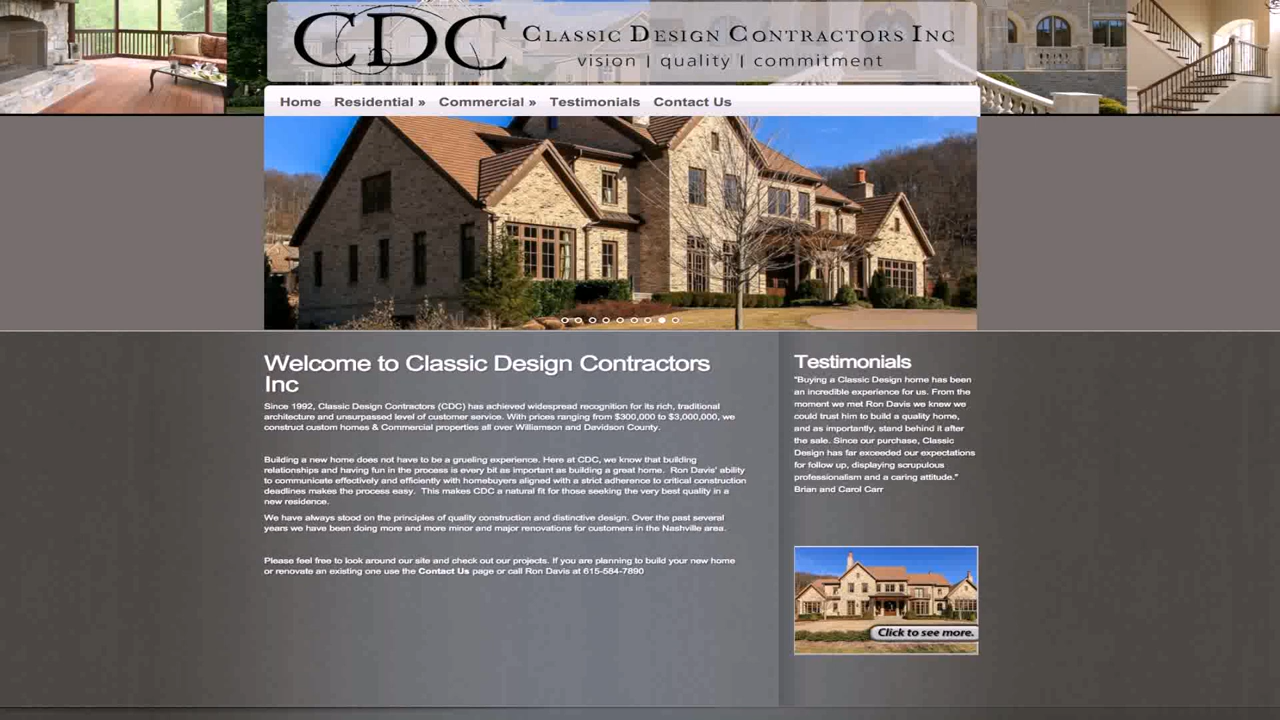 CDC CLASSIC DESIGN CONTRACTORS INC
vision | quality | commitment
Home Residential » Commercial » Testimonials Contact Us
Welcome to Classic Design Contractors
Inc
Since 1992, Classic Design Contractors (CDC) has achieved widespread recognition for its rich, traditional
architecture and unsurpassed level of customer service. With prices ranging from $300,000 to $3,000,000, we
construct custom homes & Commercial properties all over Williamson and Davidson County.
Building a new home does not have to be a grueling experience. Here at CDC, we know that building
relationships and having fun in the process is every bit as important as building a great home. Ron Davis' ability
to communicate effectively and efficiently with homebuyers aligned with a strict adherence to critical construction
deadlines makes the process easy. This makes CDC a natural fit for those seeking the very best quality in a
new residence.
We have always stood on the principles of quality construction and distinctive design. Over the past several
years we have been doing more and more minor and major renovations for customers in the Nashville area.
Please feel free to look around our site and check out our projects. If you are planning to build your new home
or renovate an existing one use the Contact Us page or call Ron Davis at 615-584-7890
Testimonials
"Buying a Classic Design home has been
an incredible experience for us. From the
moment we met Ron Davis we knew we
could trust him to build a quality home,
and as importantly, stand behind it after
the sale. Since our purchase, Classic
Design has far exceeded our expectations
for follow up, displaying scrupulous
professionalism and a caring attitude."
Brian and Carol Carr
Click to see more.